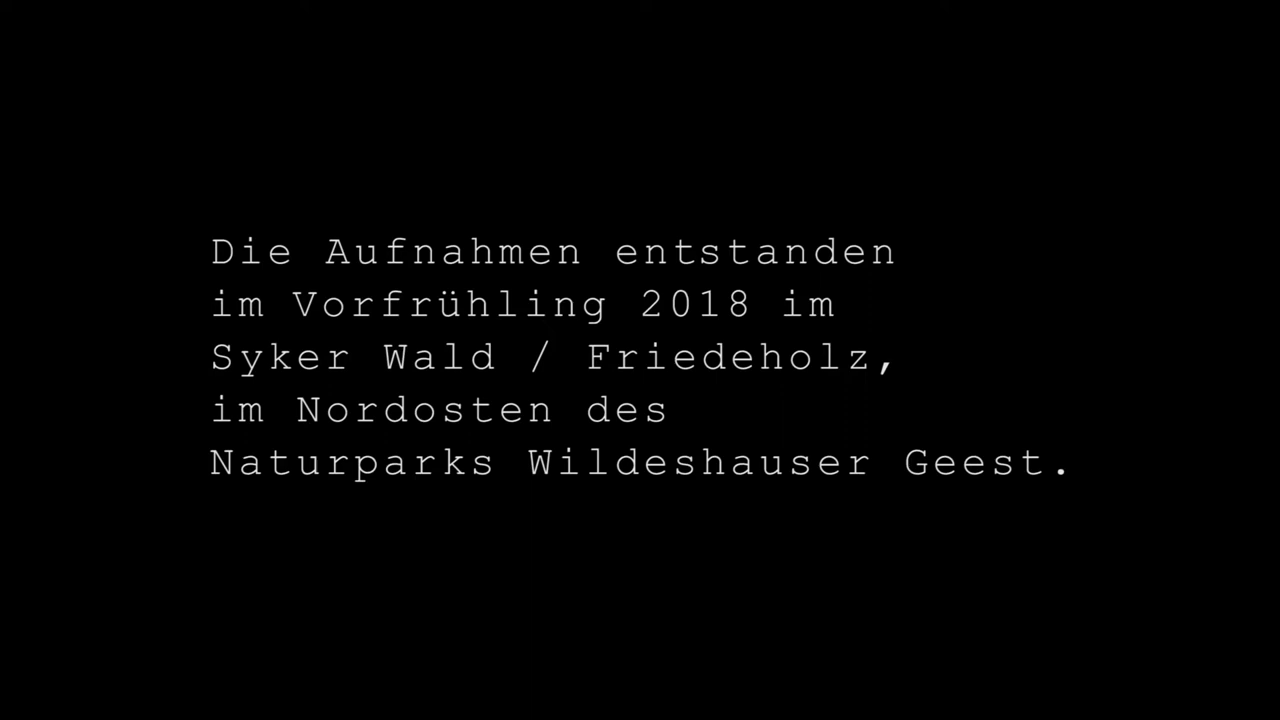 Die Aufnahmen entstanden
im Vorfrühling 2018 im
Syker Wald / Friedeholz,
im Nordosten des
Naturparks Wildeshauser Geest.